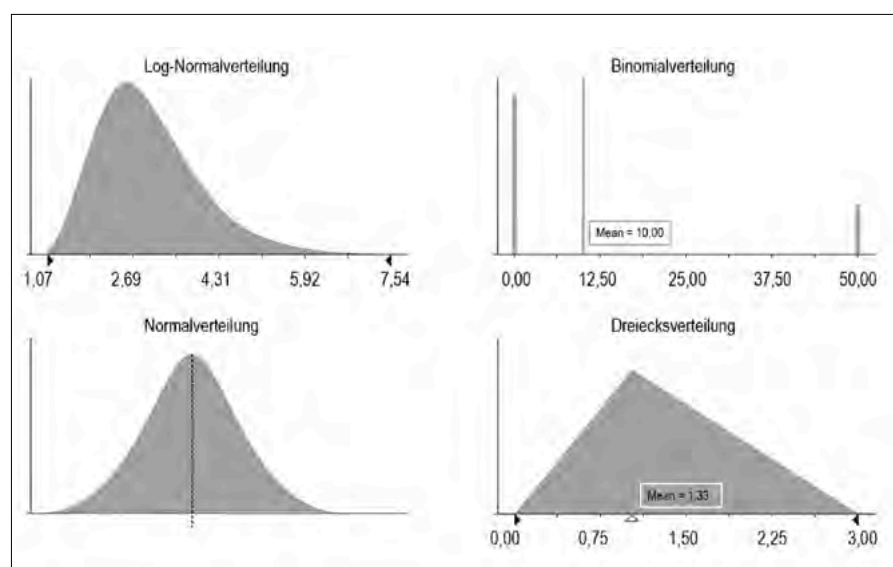 Log-Normalverteilung
1,07 2,69 4,31 5,92 7,54
Binomialverteilung
Mean = 10,00
0,00 12,50 25,00 37,50 50,00
Normalverteilung
Dreiecksverteilung
Mean = 1,33
0,00 0,75 1,50 2,25 3,00